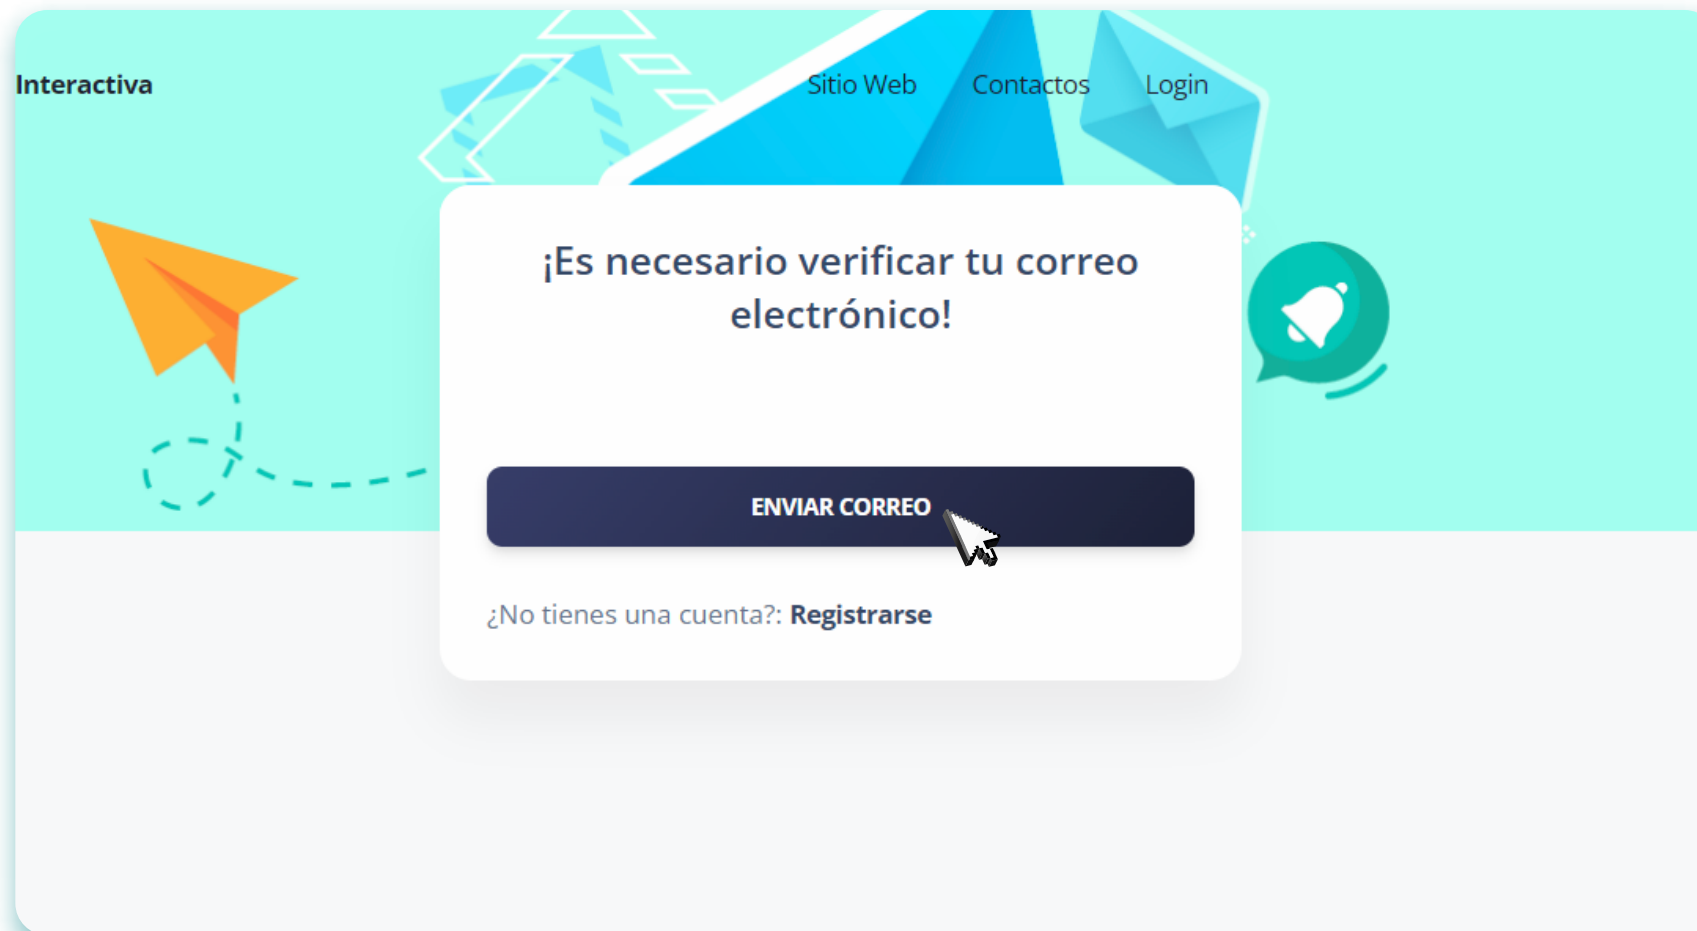 Interactiva
Sitio Web
Contactos
Login
¡Es necesario verificar tu correo
electrónico!
ENVIAR CORREO
¿No tienes una cuenta?: Registrarse